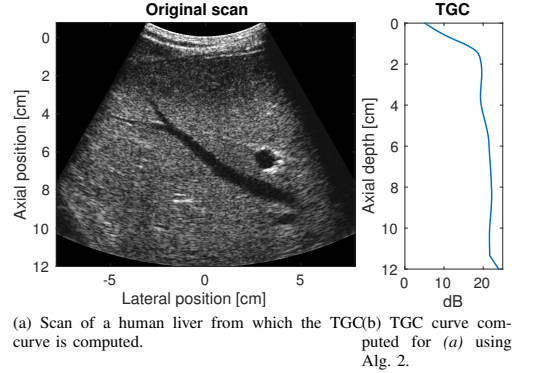 Original scan
TGC
0
2
4
6
8
10
12
Axial position [cm]
-5
0
5
Lateral position [cm]
0
2
4
6
8
10
12
Axial depth [cm]
0
10
20
dB
(a) Scan of a human liver from which the TGC
curve is computed.
(b) TGC curve com-
puted for (a) using
Alg. 2.